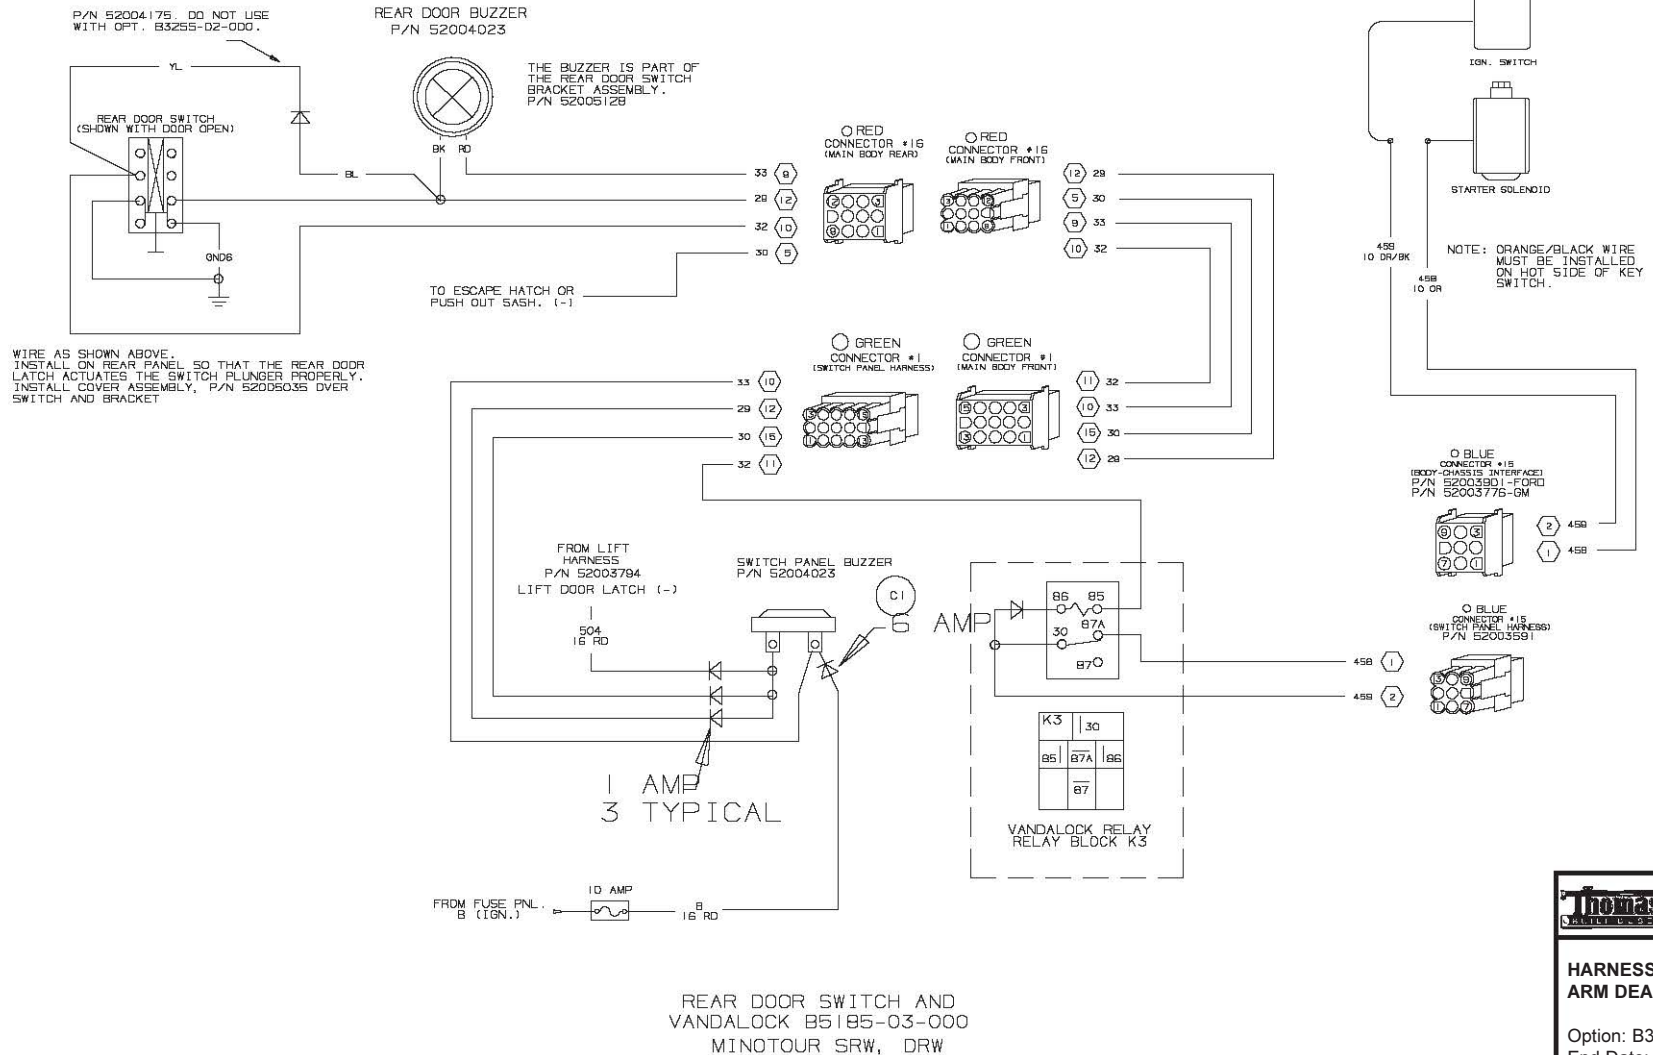 P/N 52004175. DO NOT USE
WITH OPT. B3255-02-000.
REAR DOOR BUZZER
P/N 52004023
THE BUZZER IS PART OF
THE REAR DOOR SWITCH
BRACKET ASSEMBLY.
P/N 52005128
YL
REAR DOOR SWITCH
(SHOWN WITH DOOR OPEN)
BK RD
BL
GND6
33 9
29 12
32 10
30 5
TO ESCAPE HATCH OR
PUSH OUT SASH. (-)
RED
CONNECTOR #16
(MAIN BODY REAR)
RED
CONNECTOR #16
(MAIN BODY FRONT)
12 29
5 30
9 33
10 32
IGN. SWITCH
STARTER SOLENOID
459
10 OR/BK
458
10 OR
NOTE: ORANGE/BLACK WIRE
MUST BE INSTALLED
ON HOT SIDE OF KEY
SWITCH.
WIRE AS SHOWN ABOVE.
INSTALL ON REAR PANEL SO THAT THE REAR DOOR
LATCH ACTUATES THE SWITCH PLUNGER PROPERLY.
INSTALL COVER ASSEMBLY, P/N 52005035 OVER
SWITCH AND BRACKET
GREEN
CONNECTOR #1
(SWITCH PANEL HARNESS)
GREEN
CONNECTOR #1
(MAIN BODY FRONT)
33 10
29 12
30 15
32 11
11 32
10 33
15 30
12 29
BLUE
CONNECTOR #15
(BODY-CHASSIS INTERFACE)
P/N 52003901-FORD
P/N 52003776-GM
2 459
1 458
FROM LIFT
HARNESS
P/N 52003794
LIFT DOOR LATCH (-)
504
16 RD
SWITCH PANEL BUZZER
P/N 52004023
C1
6 AMP
86 85
87A
30
87
BLUE
CONNECTOR #15
(SWITCH PANEL HARNESS)
P/N 52003591
458 1
459 2
K3 30
85 87A 86
87
VANDALOCK RELAY
RELAY BLOCK K3
1 AMP
3 TYPICAL
FROM FUSE PNL.
8 (IGN.)
10 AMP
8
16 RD
Thomas
HARNESS
ARM DEA
Option: B3
REAR DOOR SWITCH AND
VANDALOCK B5185-03-000
MINOTOUR SRW, DRW